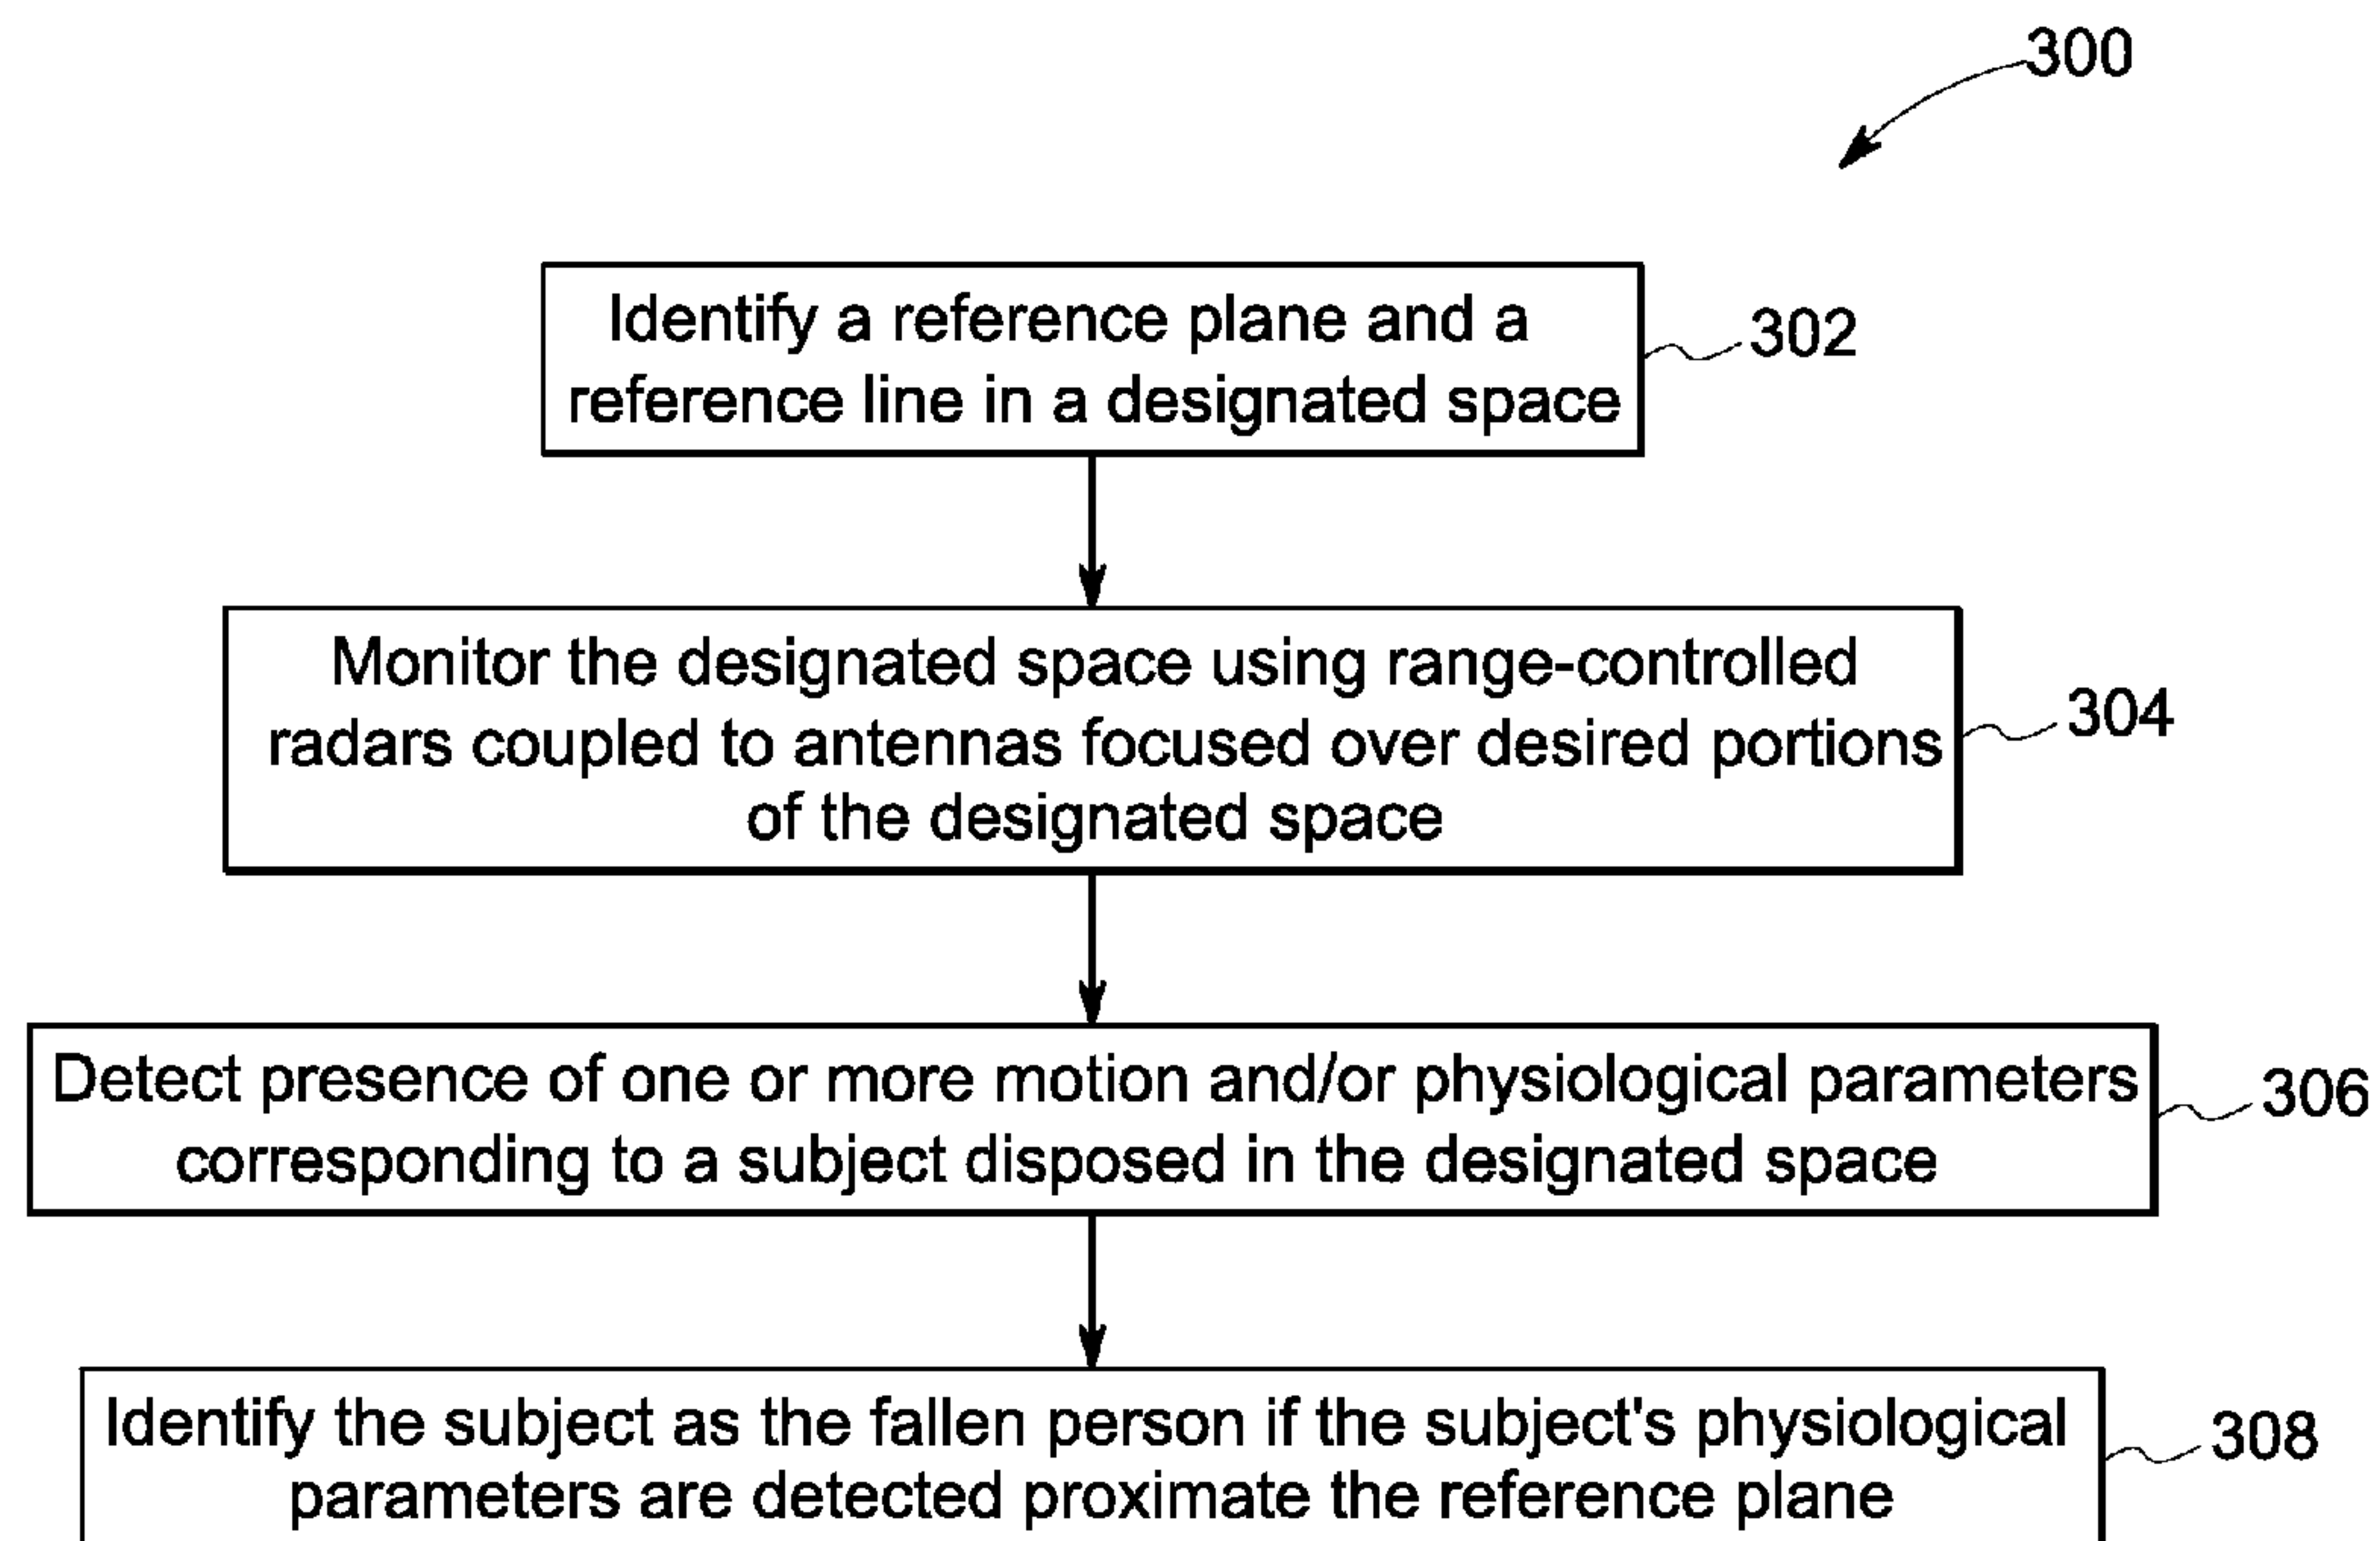 300
Identify a reference plane and a
reference line in a designated space
302
Monitor the designated space using range-controlled
radars coupled to antennas focused over desired portions
of the designated space
304
Detect presence of one or more motion and/or physiological parameters
corresponding to a subject disposed in the designated space
306
Identify the subject as the fallen person if the subject's physiological
parameters are detected proximate the reference plane
308